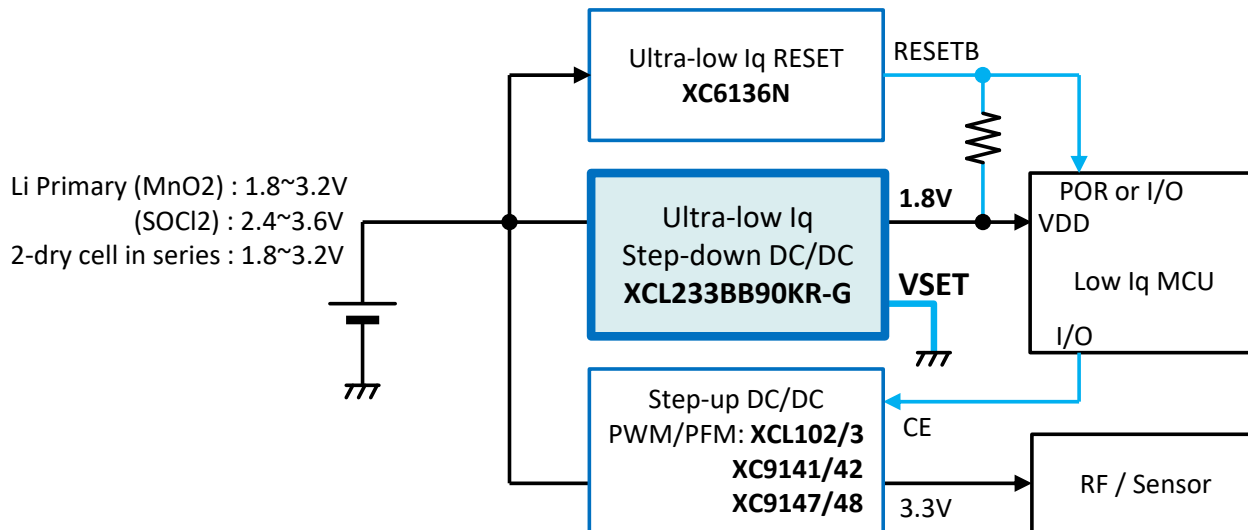 Ultra-low Iq RESET
XC6136N
RESETB
Li Primary (MnO2) : 1.8~3.2V
(SOCl2) : 2.4~3.6V
2-dry cell in series : 1.8~3.2V
Ultra-low Iq
Step-down DC/DC
XCL233BB90KR-G
1.8V
VSET
POR or I/O
VDD
Low Iq MCU
I/O
Step-up DC/DC
PWM/PFM: XCL102/3
XC9141/42
XC9147/48
CE
3.3V
RF / Sensor